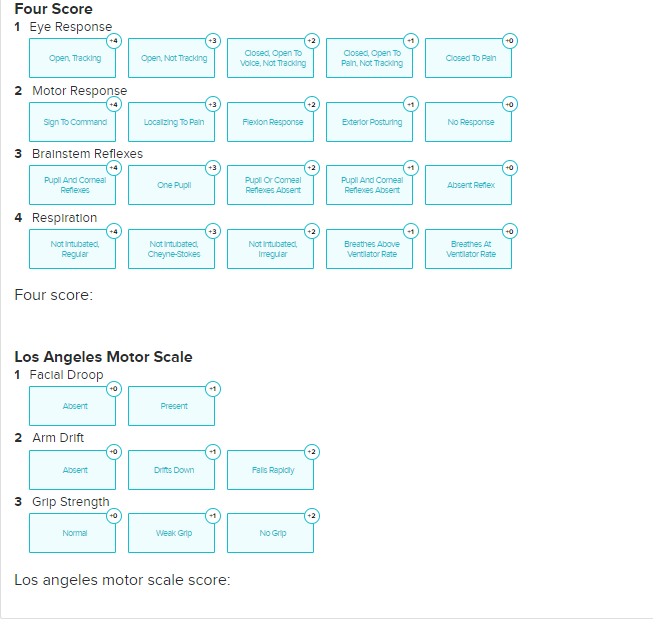 Four Score
1 Eye Response
+4 +3 +2 +1 +0
Open, Tracking
Open, Not Tracking
Closed, Open To
Voice, Not Tracking
Closed, Open To
Pain, Not Tracking
Closed To Pain
2 Motor Response
+4 +3 +2 +1 +0
Sign To Command
Localizing To Pain
Flexion Response
Exterior Posturing
No Response
3 Brainstem Reflexes
+4 +3 +2 +1 +0
Pupil And Corneal
Reflexes
One Pupil
Pupil Or Corneal
Reflexes Absent
Pupil And Corneal
Reflexes Absent
Absent Reflex
4 Respiration
+4 +3 +2 +1 +0
Not Intubated,
Regular
Not Intubated,
Cheyne-Stokes
Not Intubated,
Irregular
Breathes Above
Ventilator Rate
Breathes At
Ventilator Rate
Four score:
Los Angeles Motor Scale
1 Facial Droop
+0 +1
Absent
Present
2 Arm Drift
+0 +1 +2
Absent
Drifts Down
Falls Rapidly
3 Grip Strength
+0 +1 +2
Normal
Weak Grip
No Grip
Los angeles motor scale score: